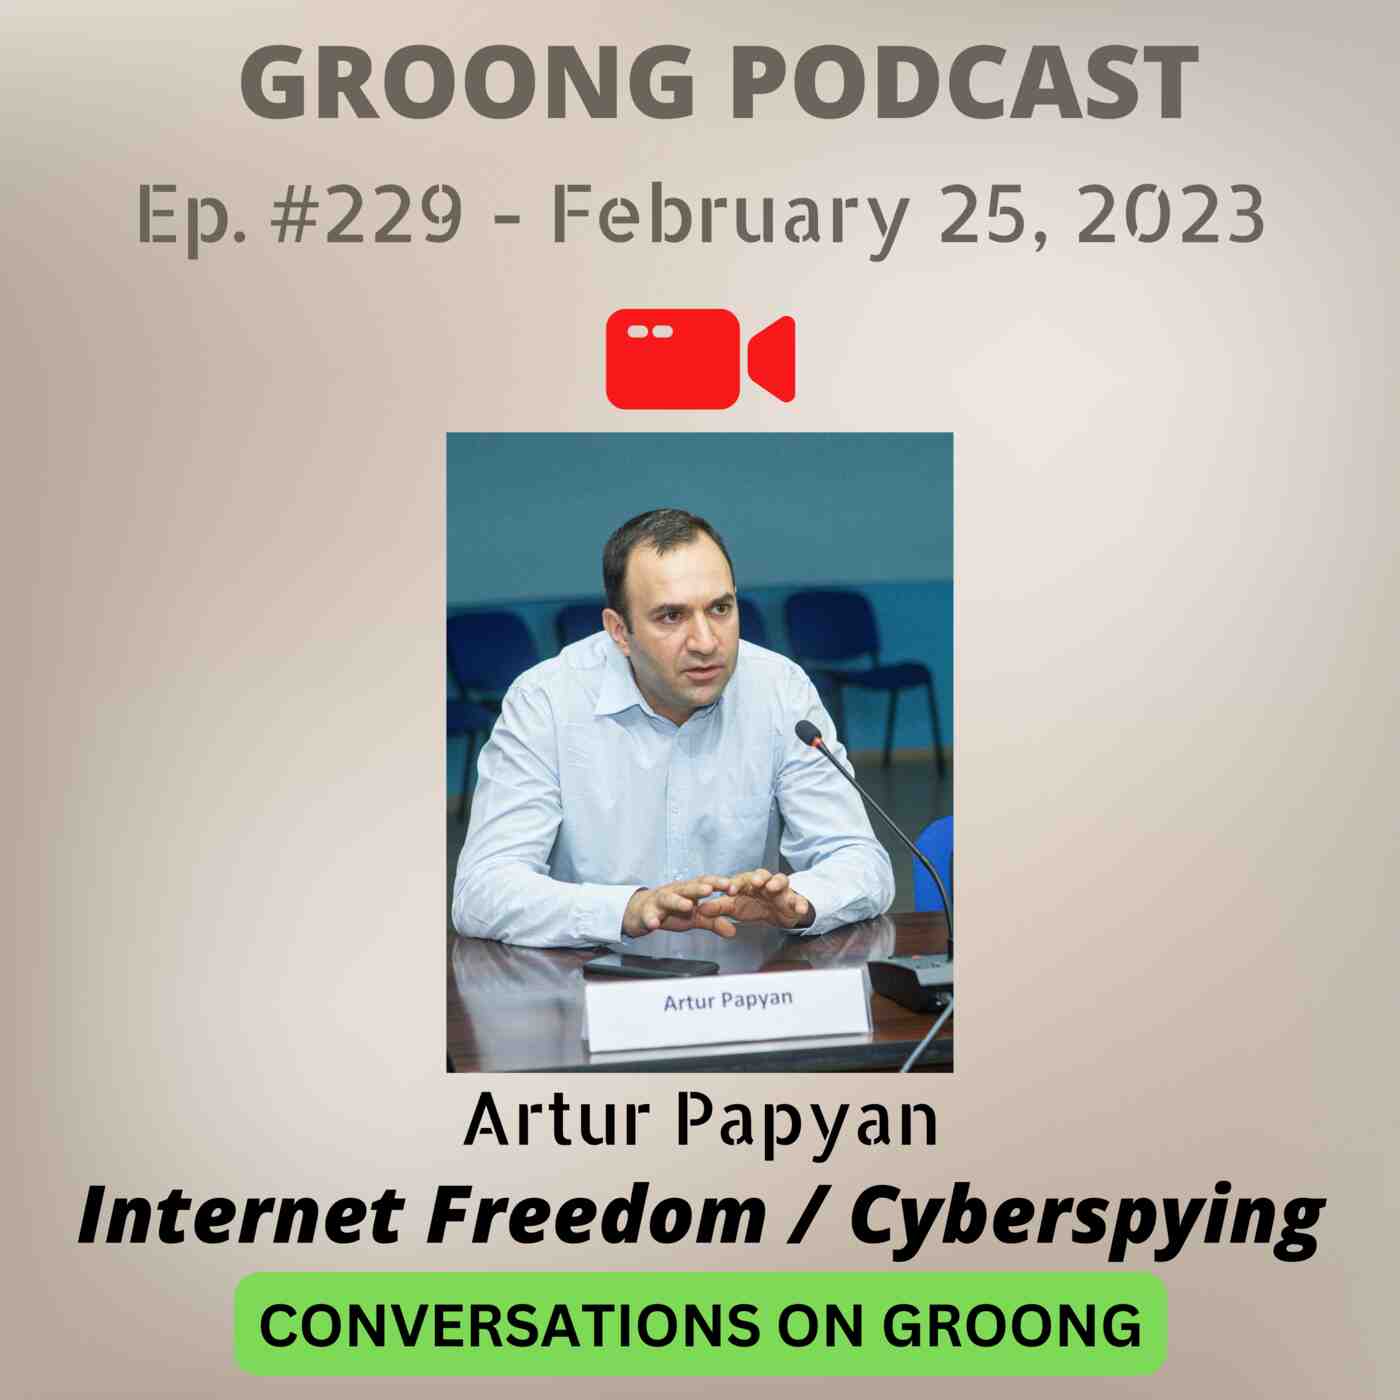 GROONG PODCAST
Ep. #229 - February 25, 2023
Artur Papyan
Artur Papyan
Internet Freedom / Cyberspying
CONVERSATIONS ON GROONG